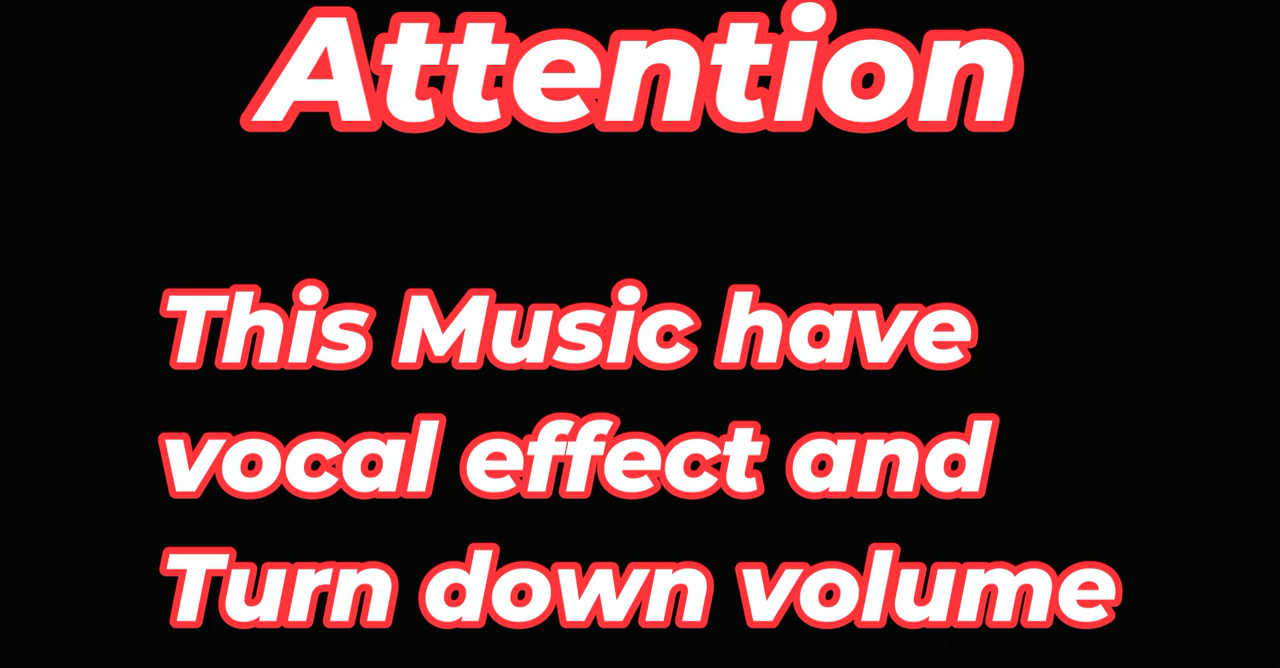 Attention
This Music have
vocal effect and
Turn down volume